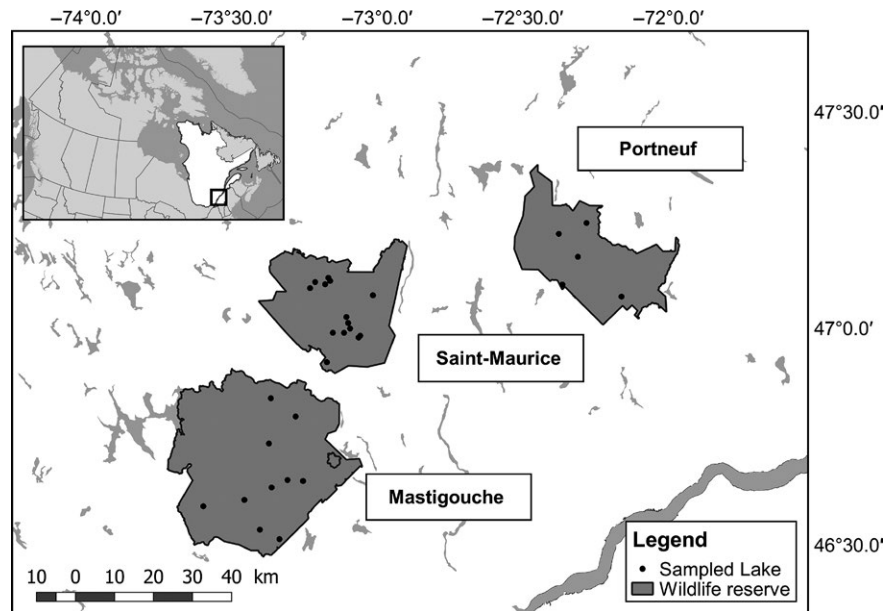 −74°0.0′ −73°30.0′ −73°0.0′ −72°30.0′ −72°0.0′
47°30.0′
Portneuf
47°0.0′
Saint-Maurice
Mastigouche
Legend
Sampled Lake
Wildlife reserve
46°30.0′
10 0 10 20 30 40 km